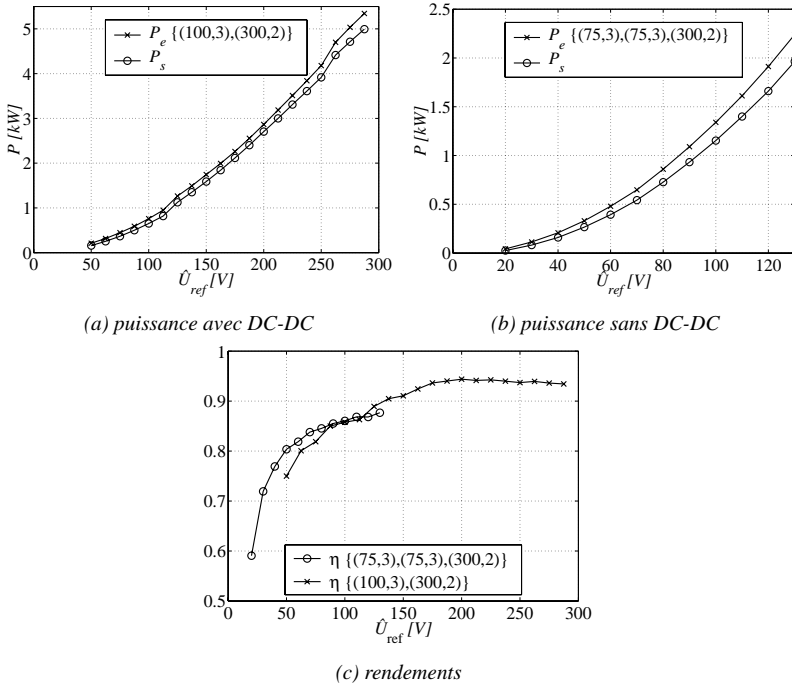 P [kW]
5
4
3
2
1
0
0 50 100 150 200 250 300
Û_ref [V]
P_e {(100,3),(300,2)}
P_s
(a) puissance avec DC-DC
P [kW]
2.5
2
1.5
1
0.5
0
0 20 40 60 80 100 120
Û_ref [V]
P_e {(75,3),(75,3),(300,2)}
P_s
(b) puissance sans DC-DC
1
0.9
0.8
0.7
0.6
0.5
0 50 100 150 200 250 300
Û_ref [V]
η {(75,3),(75,3),(300,2)}
η {(100,3),(300,2)}
(c) rendements